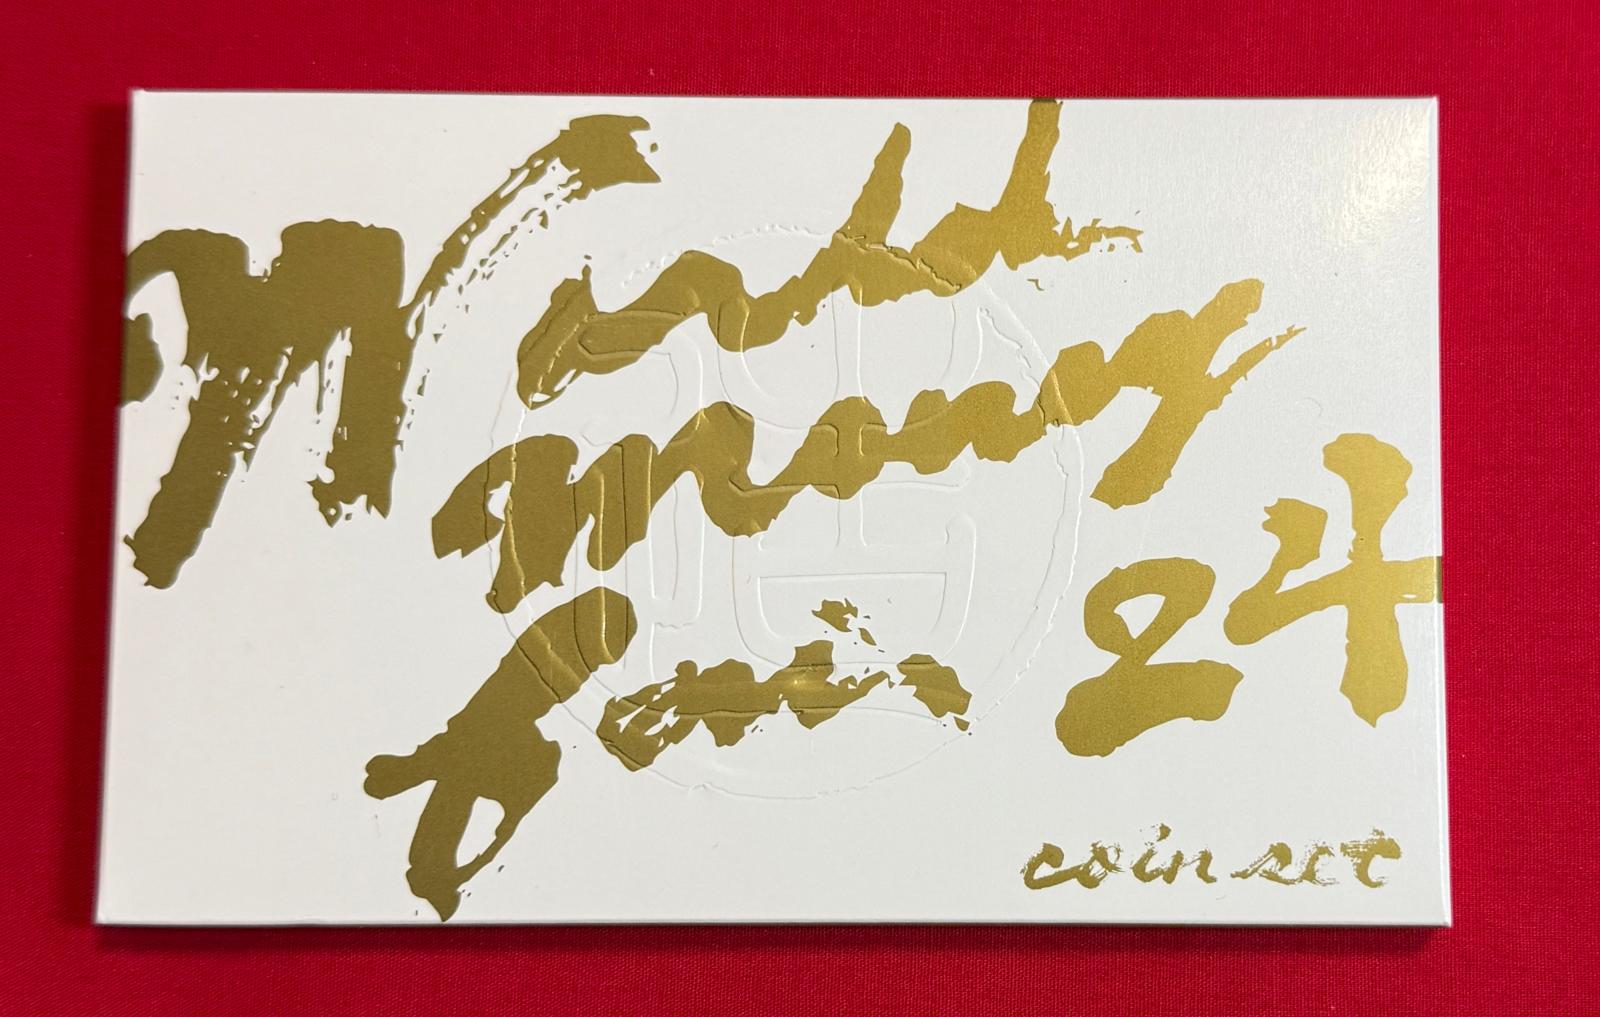 World
Money
Fair 24
coin set